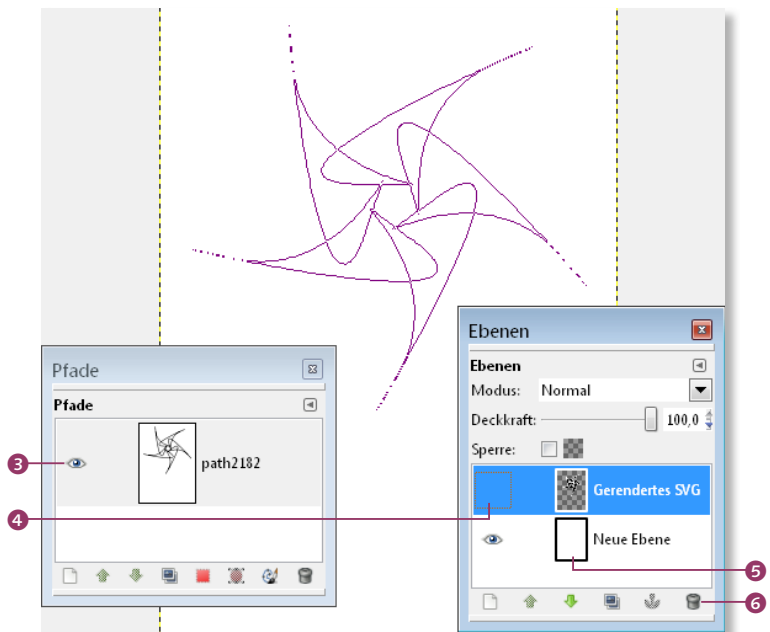 Pfade
Pfade
path2182
Ebenen
Ebenen
Modus: Normal
Deckkraft: 100,0
Sperre:
Gerendertes SVG
Neue Ebene
3
4
5
6